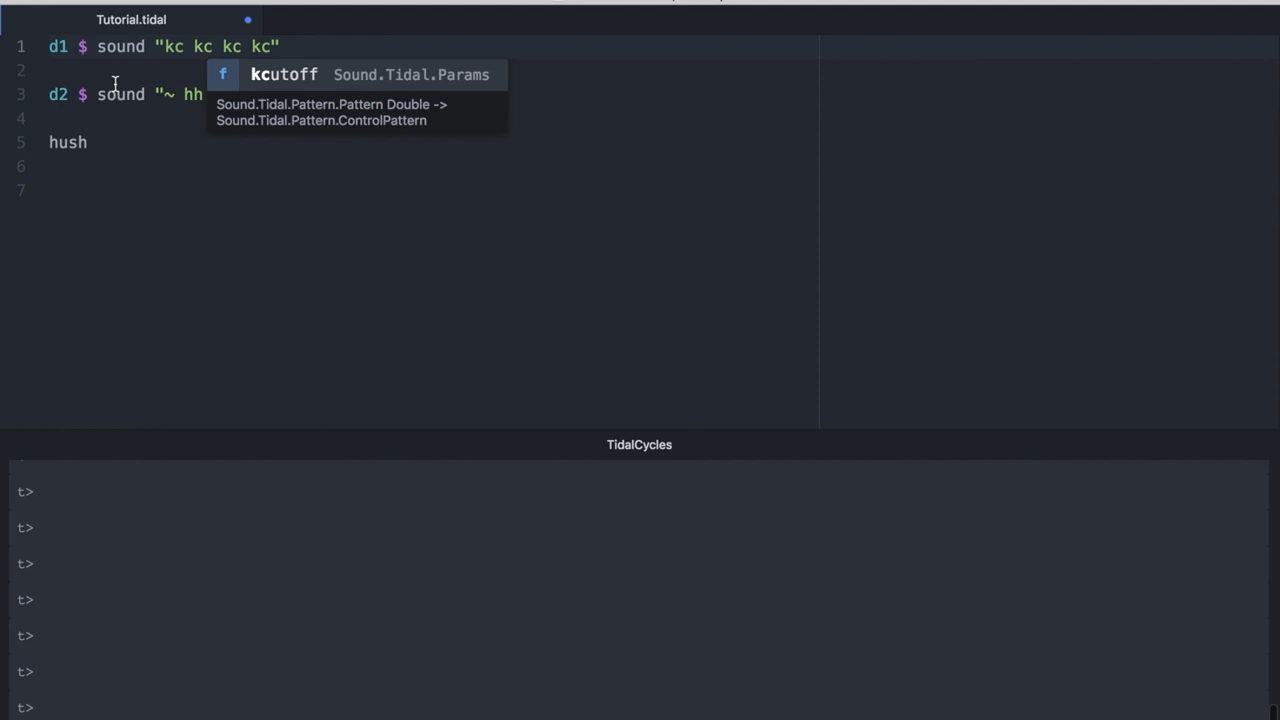 Tutorial.tidal
1 d1 $ sound "kc kc kc kc"
2
kcutoff Sound.Tidal.Params
3 d2 $ sound "~ hh
Sound.Tidal.Pattern.Pattern Double ->
Sound.Tidal.Pattern.ControlPattern
4
5 hush
6
7
TidalCycles
t>
t>
t>
t>
t>
t>
t>